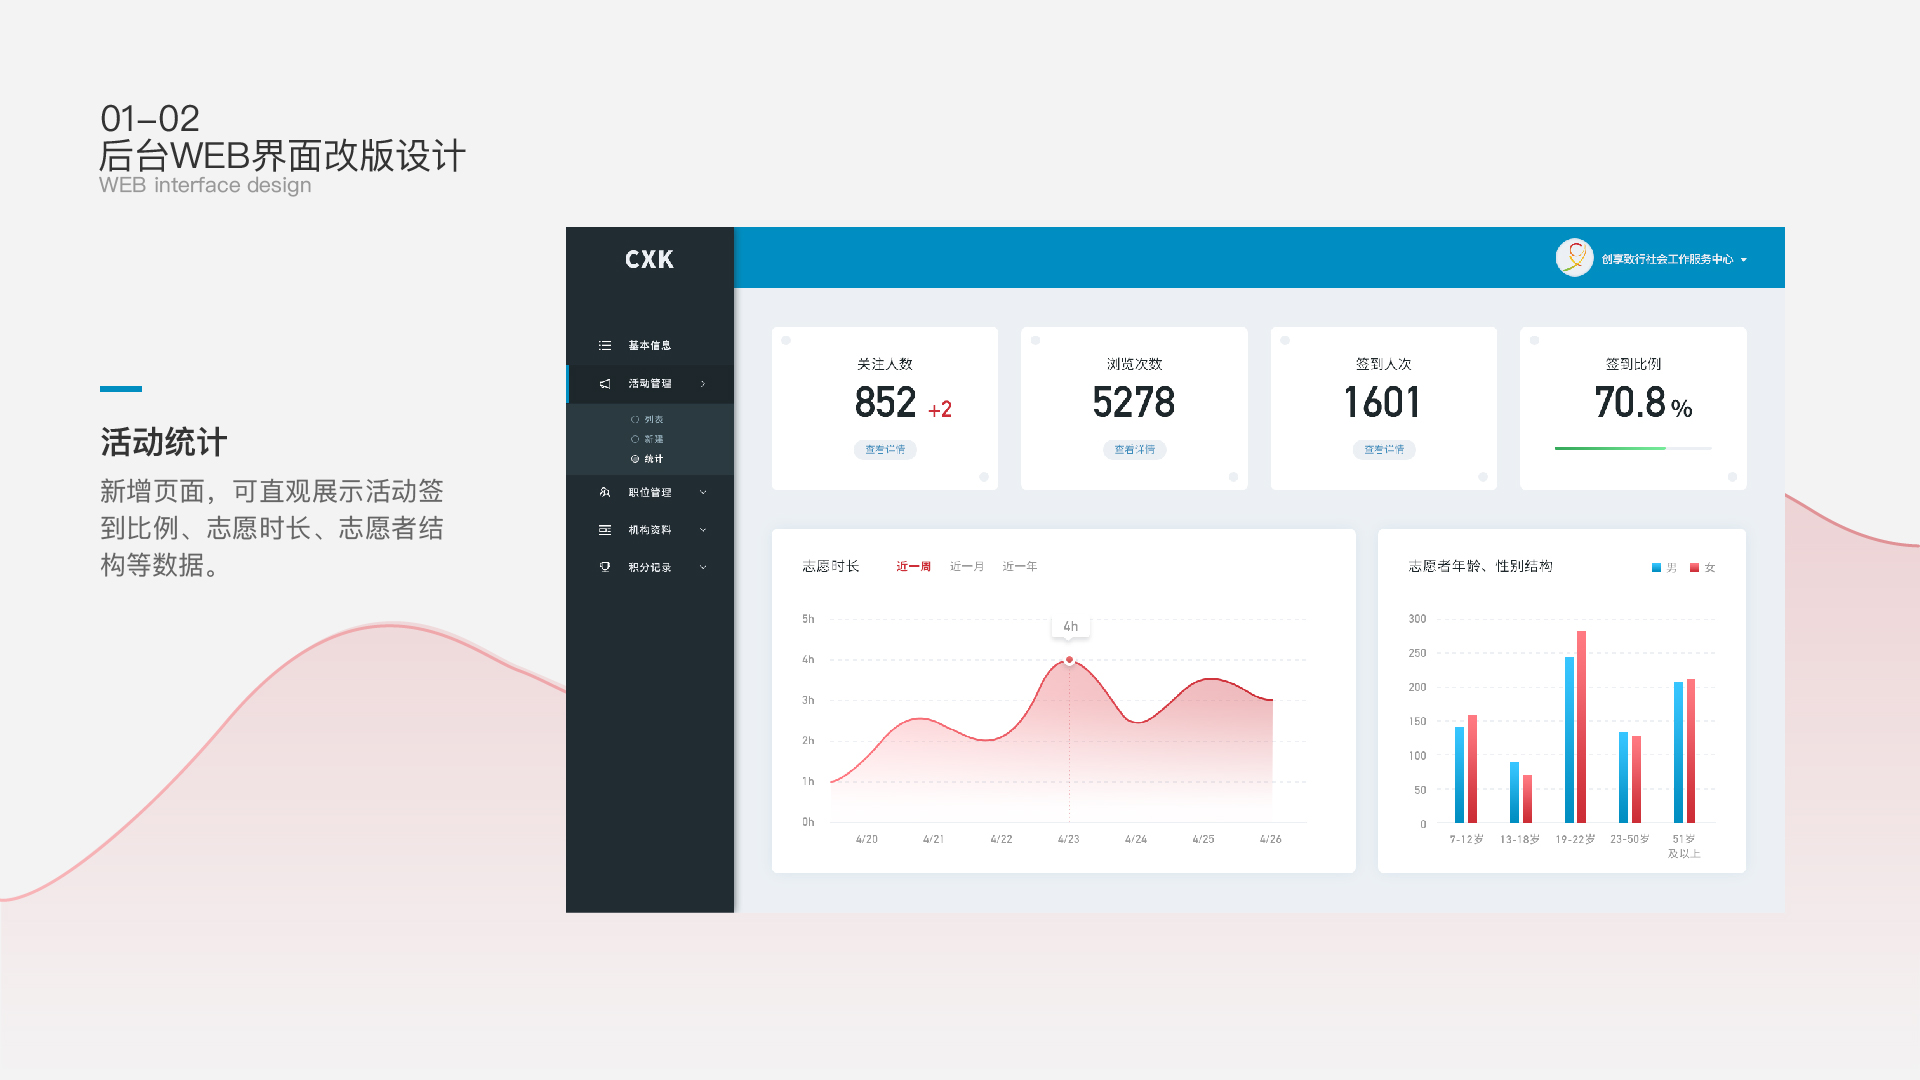 01-02
后台WEB界面改版设计
WEB interface design
活动统计
新增页面，可直观展示活动签
到比例、志愿时长、志愿者结
构等数据。
CXK
创享致行社会工作服务中心
基本信息
活动管理
列表
新建
统计
职位管理
机构资料
积分记录
关注人数
852 +2
查看详情
浏览次数
5278
查看详情
签到人次
1601
查看详情
签到比例
70.8%
志愿时长 近一周 近一月 近一年
4h
5h
4h
3h
2h
1h
0h
4/20 4/21 4/22 4/23 4/24 4/25 4/26
志愿者年龄、性别结构
男 女
300
250
200
150
100
50
0
7-12岁 13-18岁 19-22岁 23-50岁 51岁
及以上